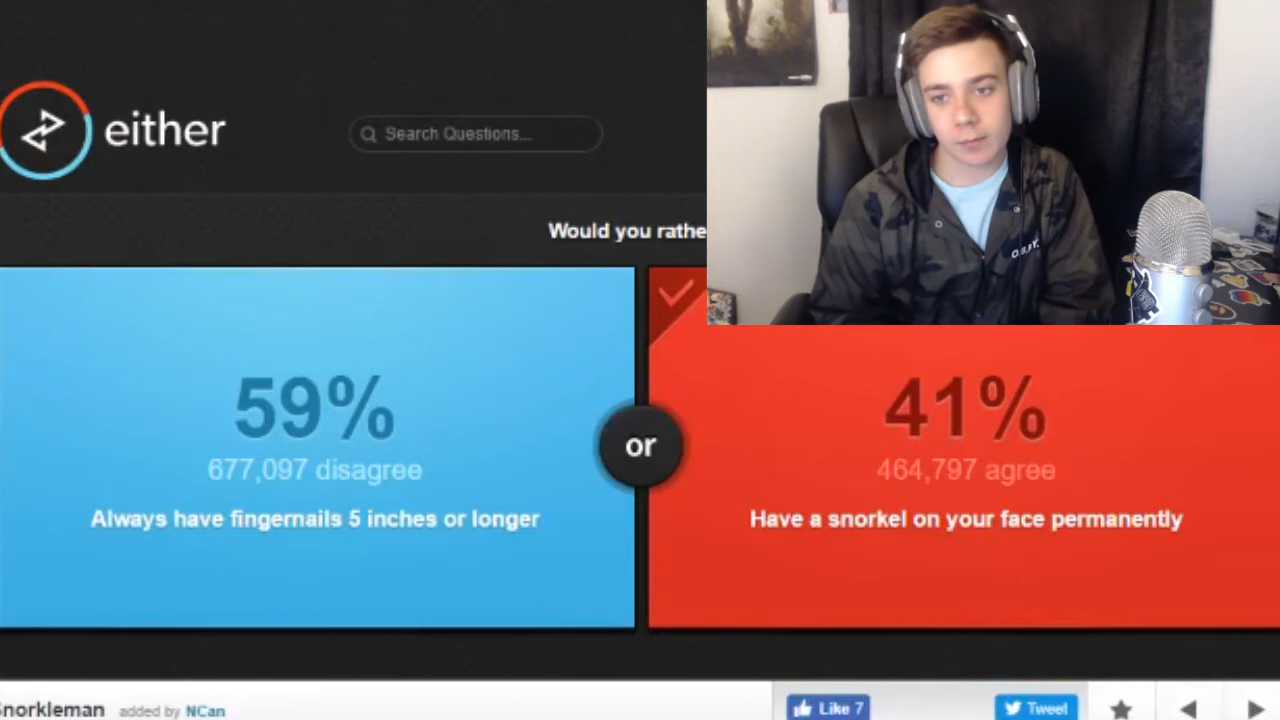 either
Search Questions...
Would you rathe
O.B.E.Y.
59%
677,097 disagree
Always have fingernails 5 inches or longer
or
41%
464,797 agree
Have a snorkel on your face permanently
Snorkleman added by NCan
Like 7
Tweet